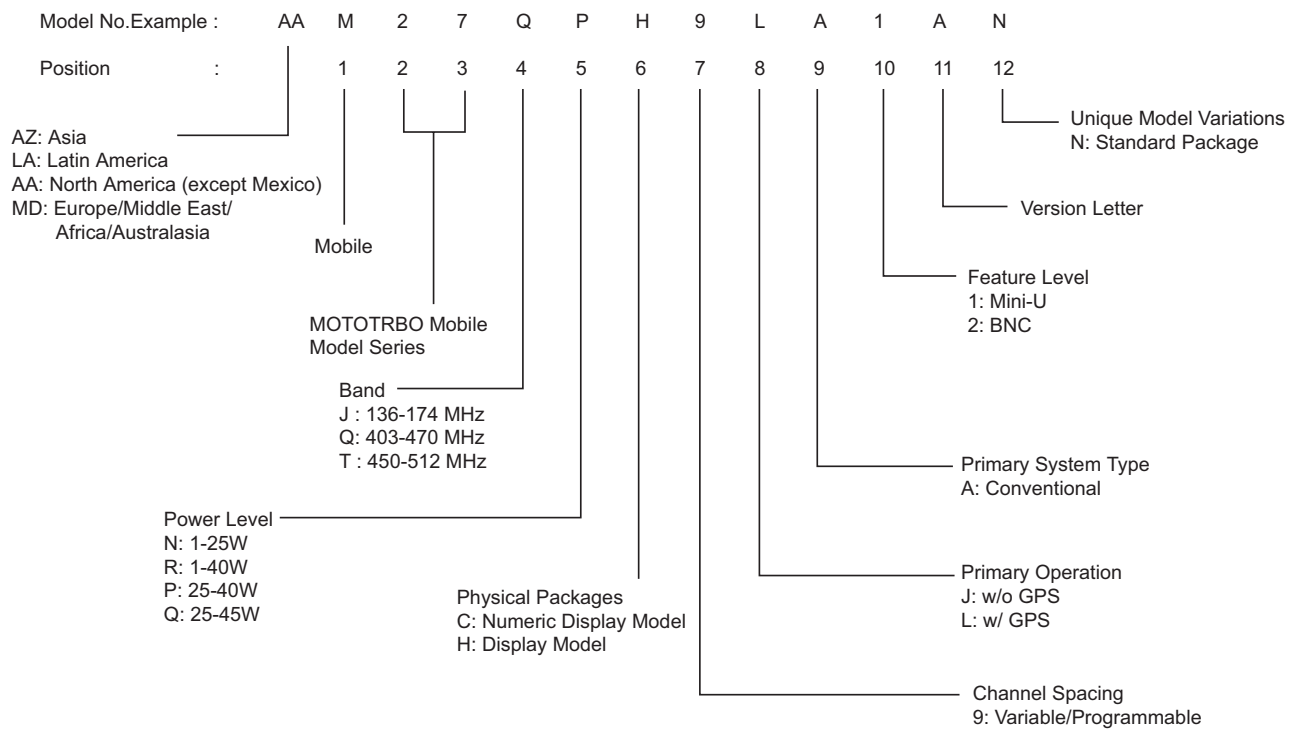 Model No.Example : AA M 2 7 Q P H 9 L A 1 A N
Position : 1 2 3 4 5 6 7 8 9 10 11 12
AZ: Asia
LA: Latin America
AA: North America (except Mexico)
MD: Europe/Middle East/
Africa/Australasia
Mobile
MOTOTRBO Mobile
Model Series
Band
J : 136-174 MHz
Q: 403-470 MHz
T : 450-512 MHz
Power Level
N: 1-25W
R: 1-40W
P: 25-40W
Q: 25-45W
Physical Packages
C: Numeric Display Model
H: Display Model
Channel Spacing
9: Variable/Programmable
Primary Operation
J: w/o GPS
L: w/ GPS
Primary System Type
A: Conventional
Feature Level
1: Mini-U
2: BNC
Version Letter
Unique Model Variations
N: Standard Package